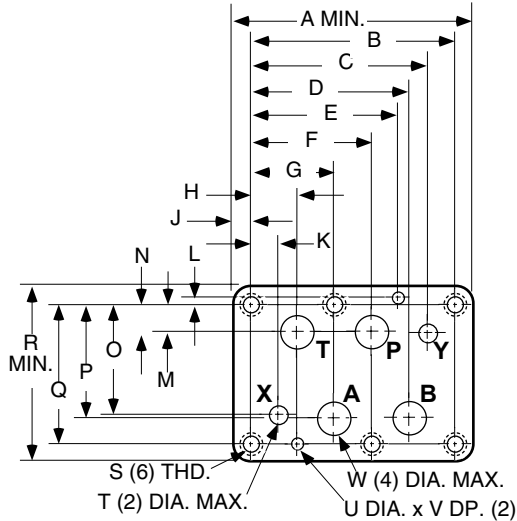 A MIN.
B
C
D
E
F
G
H
J
K
N
L
R
MIN.
Q
P
O
M
T
P
Y
X
A
B
S (6) THD.
W (4) DIA. MAX.
T (2) DIA. MAX.
U DIA. x V DP. (2)